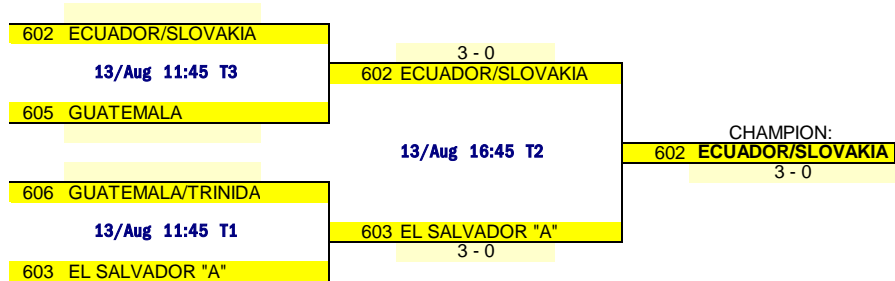 602 ECUADOR/SLOVAKIA
13/Aug 11:45 T3
605 GUATEMALA
3 - 0
602 ECUADOR/SLOVAKIA
13/Aug 16:45 T2
CHAMPION:
602 ECUADOR/SLOVAKIA
3 - 0
606 GUATEMALA/TRINIDA
13/Aug 11:45 T1
603 EL SALVADOR "A"
603 EL SALVADOR "A"
3 - 0